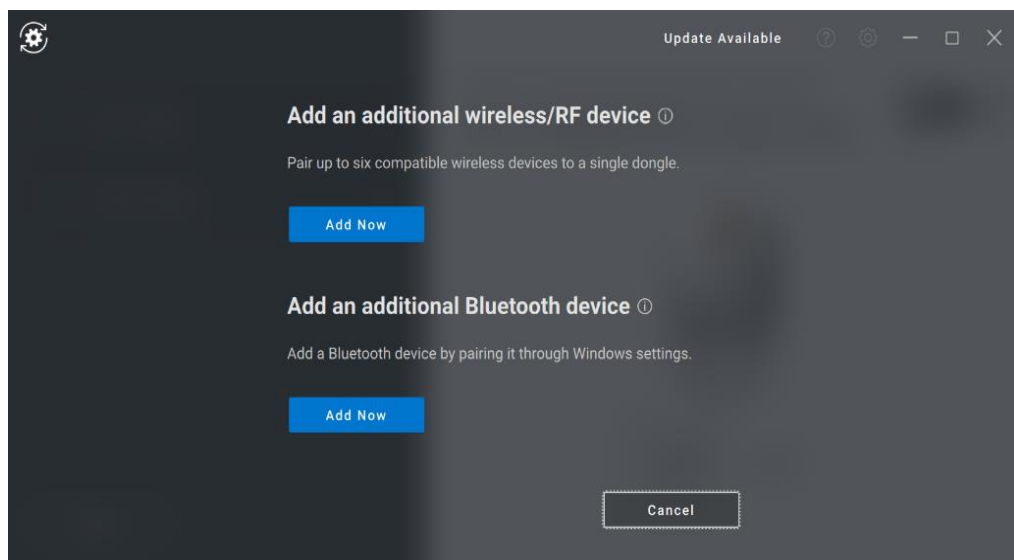 Update Available
Add an additional wireless/RF device
Pair up to six compatible wireless devices to a single dongle.
Add Now
Add an additional Bluetooth device
Add a Bluetooth device by pairing it through Windows settings.
Add Now
Cancel